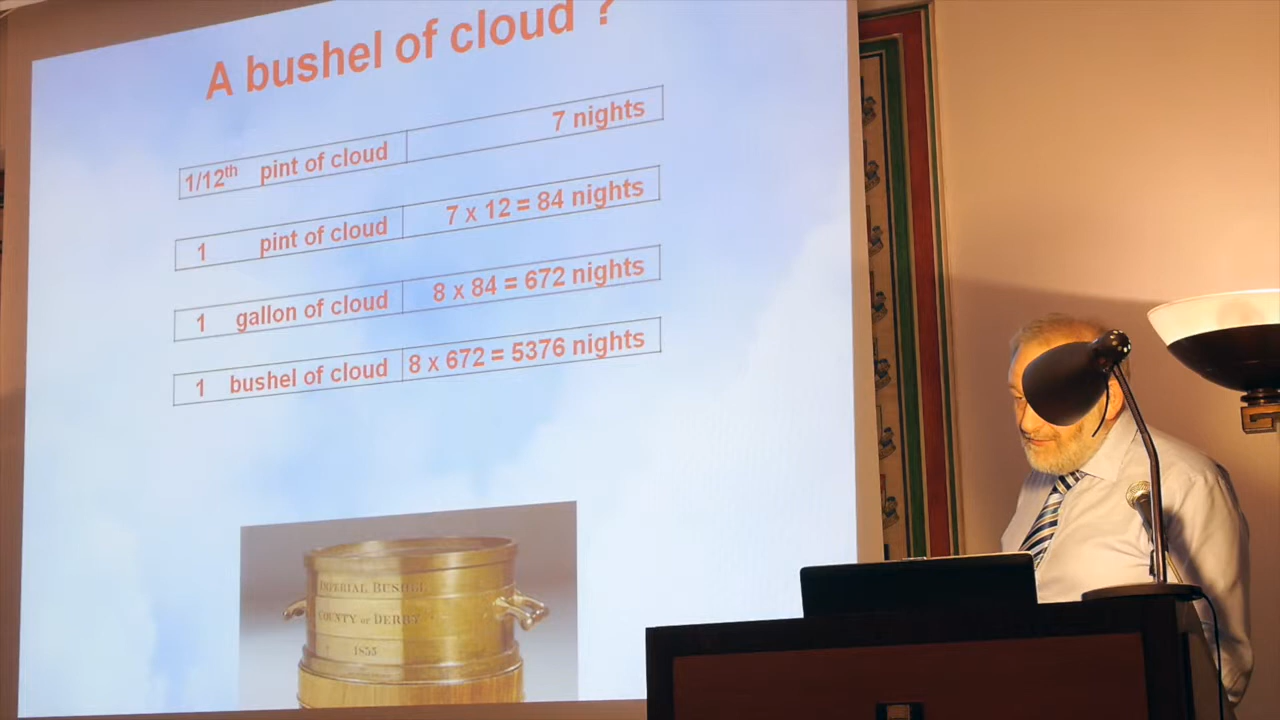 A bushel of cloud ?
1/12th pint of cloud 7 nights
1 pint of cloud 7 x 12 = 84 nights
1 gallon of cloud 8 x 84 = 672 nights
1 bushel of cloud 8 x 672 = 5376 nights
IMPERIAL BUSHEL
COUNTY OF DERBY
1855